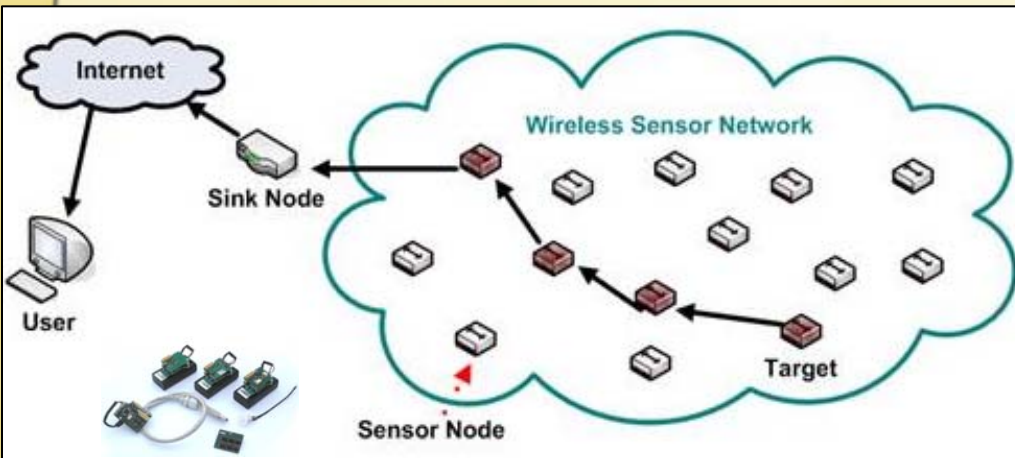 Internet
Wireless Sensor Network
Sink Node
User
Target
Sensor Node